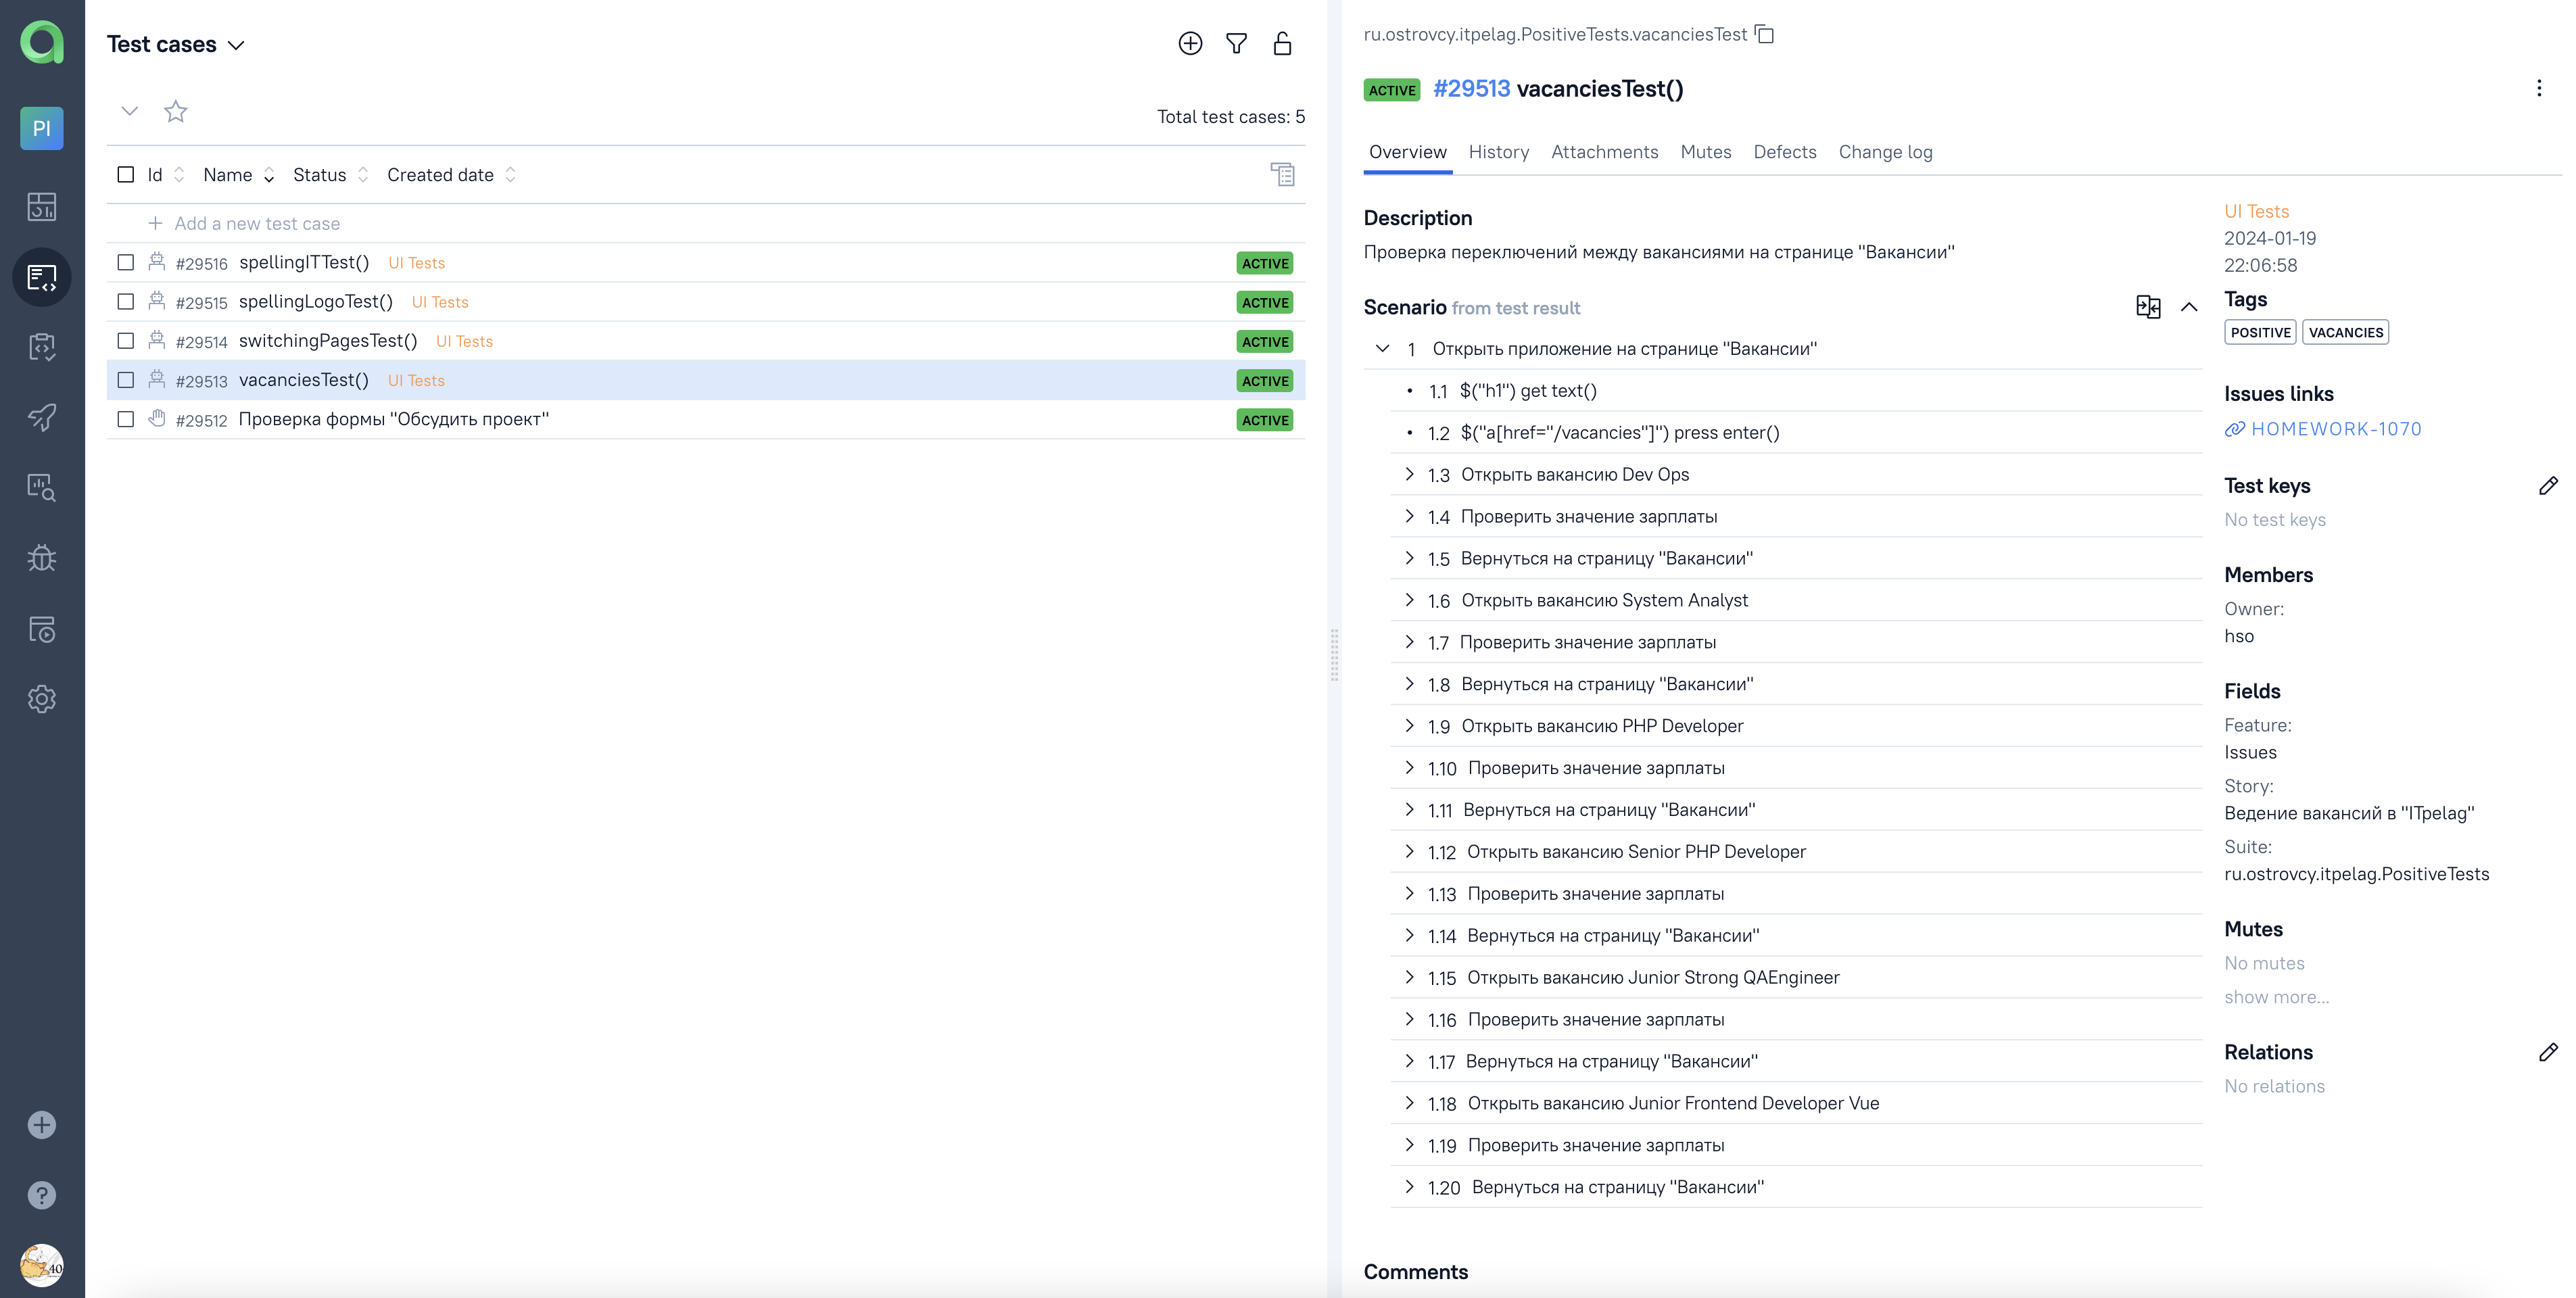 PI
Test cases
Total test cases: 5
Id Name Status Created date
Add a new test case
#29516 spellingITTest() UI Tests ACTIVE
#29515 spellingLogoTest() UI Tests ACTIVE
#29514 switchingPagesTest() UI Tests ACTIVE
#29513 vacanciesTest() UI Tests ACTIVE
#29512 Проверка формы "Обсудить проект" ACTIVE
40
ru.ostrovcy.itpelag.PositiveTests.vacanciesTest
ACTIVE #29513 vacanciesTest()
Overview History Attachments Mutes Defects Change log
Description
Проверка переключений между вакансиями на странице "Вакансии"
Scenario from test result
1 Открыть приложение на странице "Вакансии"
1.1 $("h1") get text()
1.2 $("a[href="/vacancies"]") press enter()
1.3 Открыть вакансию Dev Ops
1.4 Проверить значение зарплаты
1.5 Вернуться на страницу "Вакансии"
1.6 Открыть вакансию System Analyst
1.7 Проверить значение зарплаты
1.8 Вернуться на страницу "Вакансии"
1.9 Открыть вакансию PHP Developer
1.10 Проверить значение зарплаты
1.11 Вернуться на страницу "Вакансии"
1.12 Открыть вакансию Senior PHP Developer
1.13 Проверить значение зарплаты
1.14 Вернуться на страницу "Вакансии"
1.15 Открыть вакансию Junior Strong QAEngineer
1.16 Проверить значение зарплаты
1.17 Вернуться на страницу "Вакансии"
1.18 Открыть вакансию Junior Frontend Developer Vue
1.19 Проверить значение зарплаты
1.20 Вернуться на страницу "Вакансии"
Comments
UI Tests
2024-01-19
22:06:58
Tags
POSITIVE VACANCIES
Issues links
HOMEWORK-1070
Test keys
No test keys
Members
Owner:
hso
Fields
Feature:
Issues
Story:
Ведение вакансий в "ITpelag"
Suite:
ru.ostrovcy.itpelag.PositiveTests
Mutes
No mutes
show more...
Relations
No relations